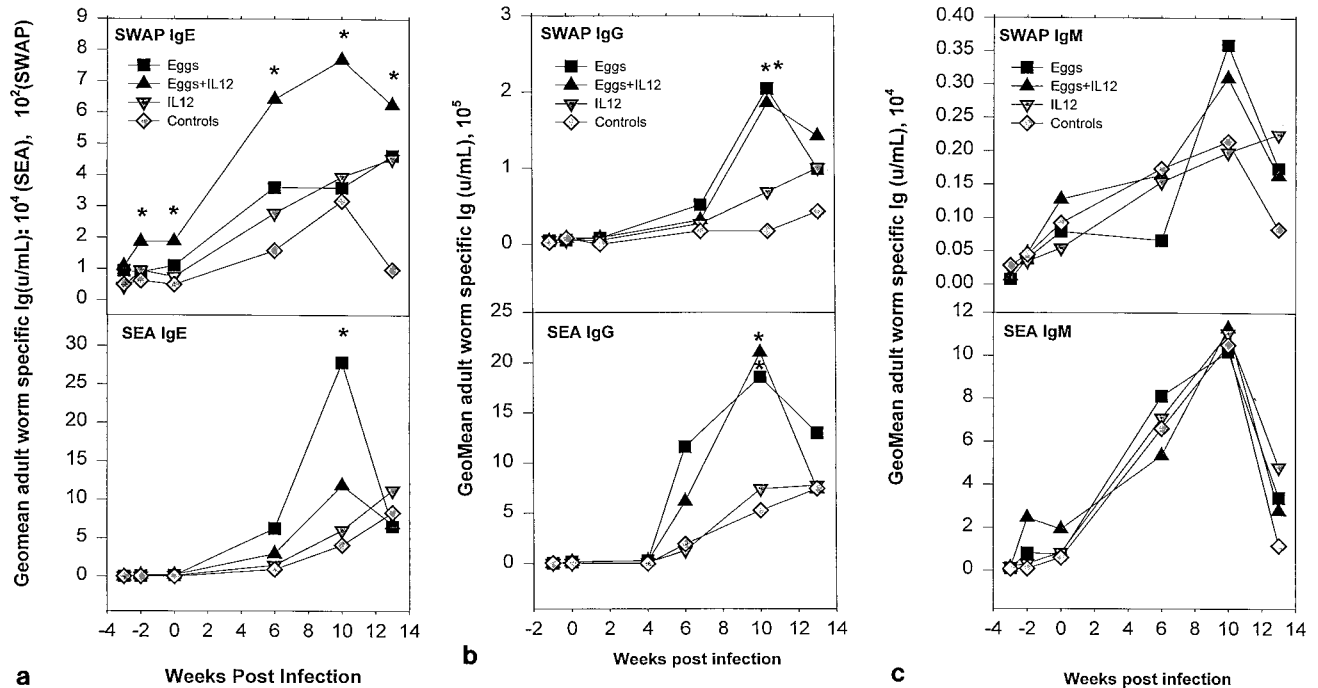 Geomean adult worm specific Ig(u/mL): 10⁴ (SEA), 10²(SWAP)
9
8
7
6
5
4
3
2
1
0
SWAP IgE
Eggs
Eggs+IL12
IL12
Controls
*
*
*
*
*
30
25
20
15
10
5
0
SEA IgE
*
-4 -2 0 2 4 6 8 10 12 14
Weeks Post Infection
a
GeoMean adult worm specific Ig (u/mL), 10⁵
3
2
1
0
SWAP IgG
Eggs
Eggs+IL12
IL12
Controls
**
25
20
15
10
5
0
SEA IgG
*
*
0 2 4 6 8 10 12 14
Weeks post infection
b
GeoMean adult worm specific Ig (u/mL), 10⁴
0.40
0.35
0.30
0.25
0.20
0.15
0.10
0.05
0.00
SWAP IgM
Eggs
Eggs+IL12
IL12
Controls
12
10
8
6
4
2
0
SEA IgM
-4 -2 0 2 4 6 8 10 12 14
Weeks post infection
c